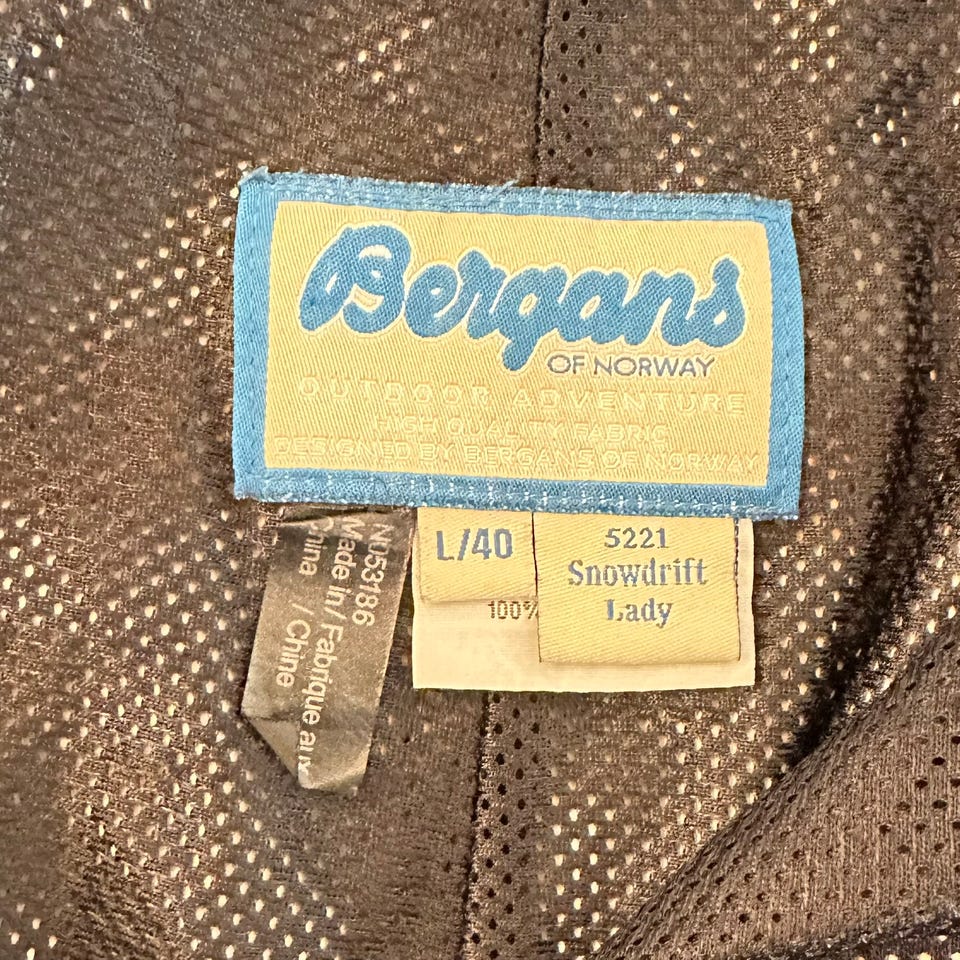 Bergans
OF NORWAY
OUTDOOR ADVENTURE
HIGH QUALITY FABRIC
DESIGNED BY BERGANS OF NORWAY
L/40
5221
Snowdrift
Lady
100%
NU53186
Made in/ Fabrique aux
China / Chine